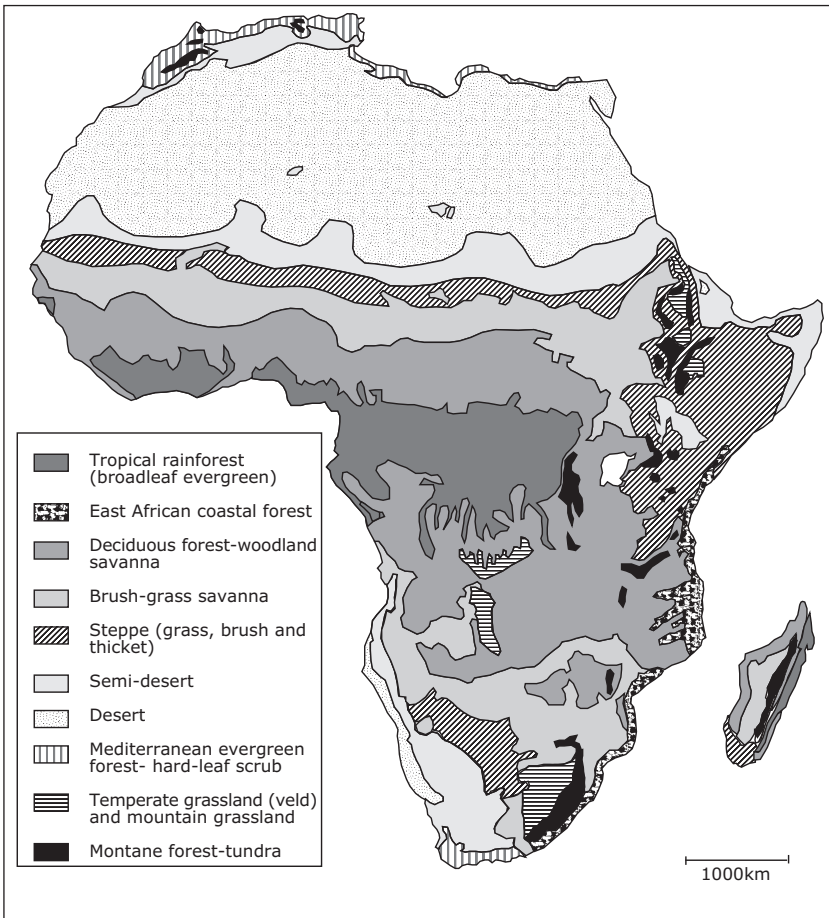 Tropical rainforest
(broadleaf evergreen)
East African coastal forest
Deciduous forest-woodland
savanna
Brush-grass savanna
Steppe (grass, brush and
thicket)
Semi-desert
Desert
Mediterranean evergreen
forest- hard-leaf scrub
Temperate grassland (veld)
and mountain grassland
Montane forest-tundra
1000km